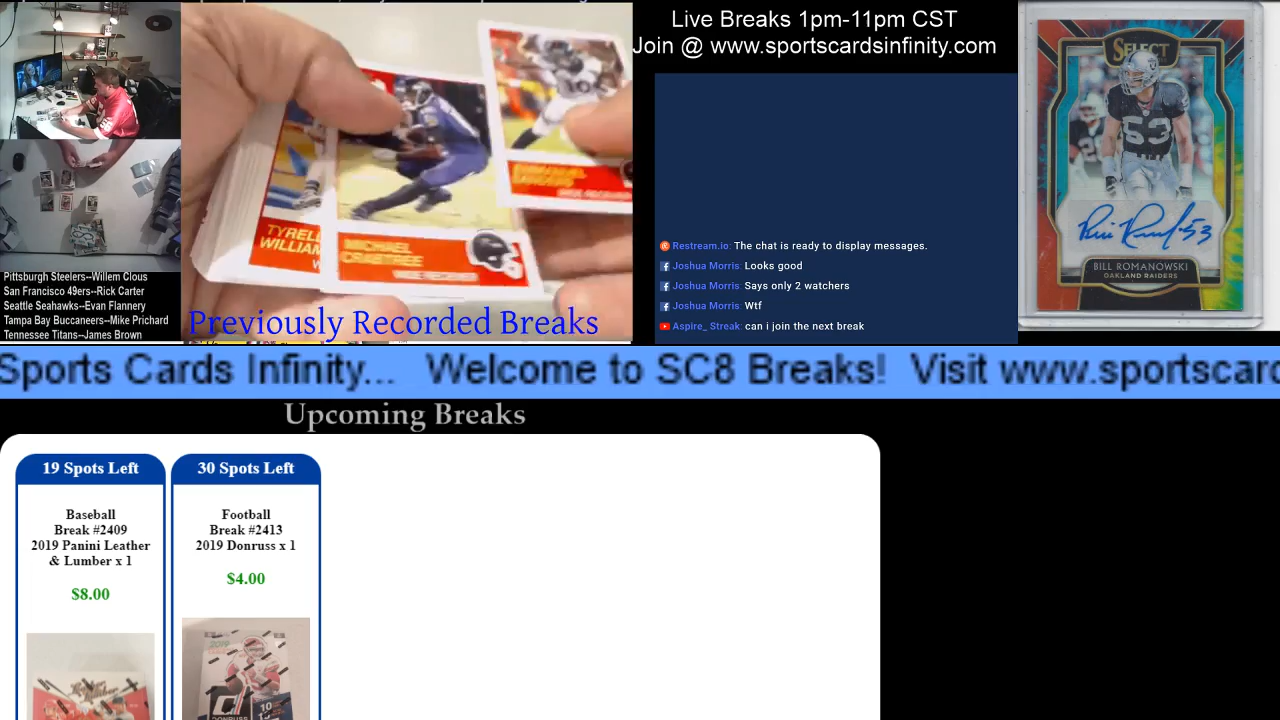 Live Breaks 1pm-11pm CST
Join @ www.sportscardsinfinity.com
SELECT
53
BILL ROMANOWSKI
OAKLAND RAIDERS
TYRELL
WILLIAM
MICHAEL
CRABTREE
WIDE RECEIVER
Previously Recorded Breaks
Pittsburgh Steelers--Willem Clous
San Francisco 49ers--Rick Carter
Seattle Seahawks--Evan Flannery
Tampa Bay Buccaneers--Mike Prichard
Tennessee Titans--James Brown
Restream.io: The chat is ready to display messages.
Joshua Morris: Looks good
Joshua Morris: Says only 2 watchers
Joshua Morris: Wtf
Aspire_ Streak: can i join the next break
Sports Cards Infinity... Welcome to SC8 Breaks! Visit www.sportscard
Upcoming Breaks
19 Spots Left
Baseball
Break #2409
2019 Panini Leather
& Lumber x 1
$8.00
30 Spots Left
Football
Break #2413
2019 Donruss x 1
$4.00
2019
10
DONRUSS